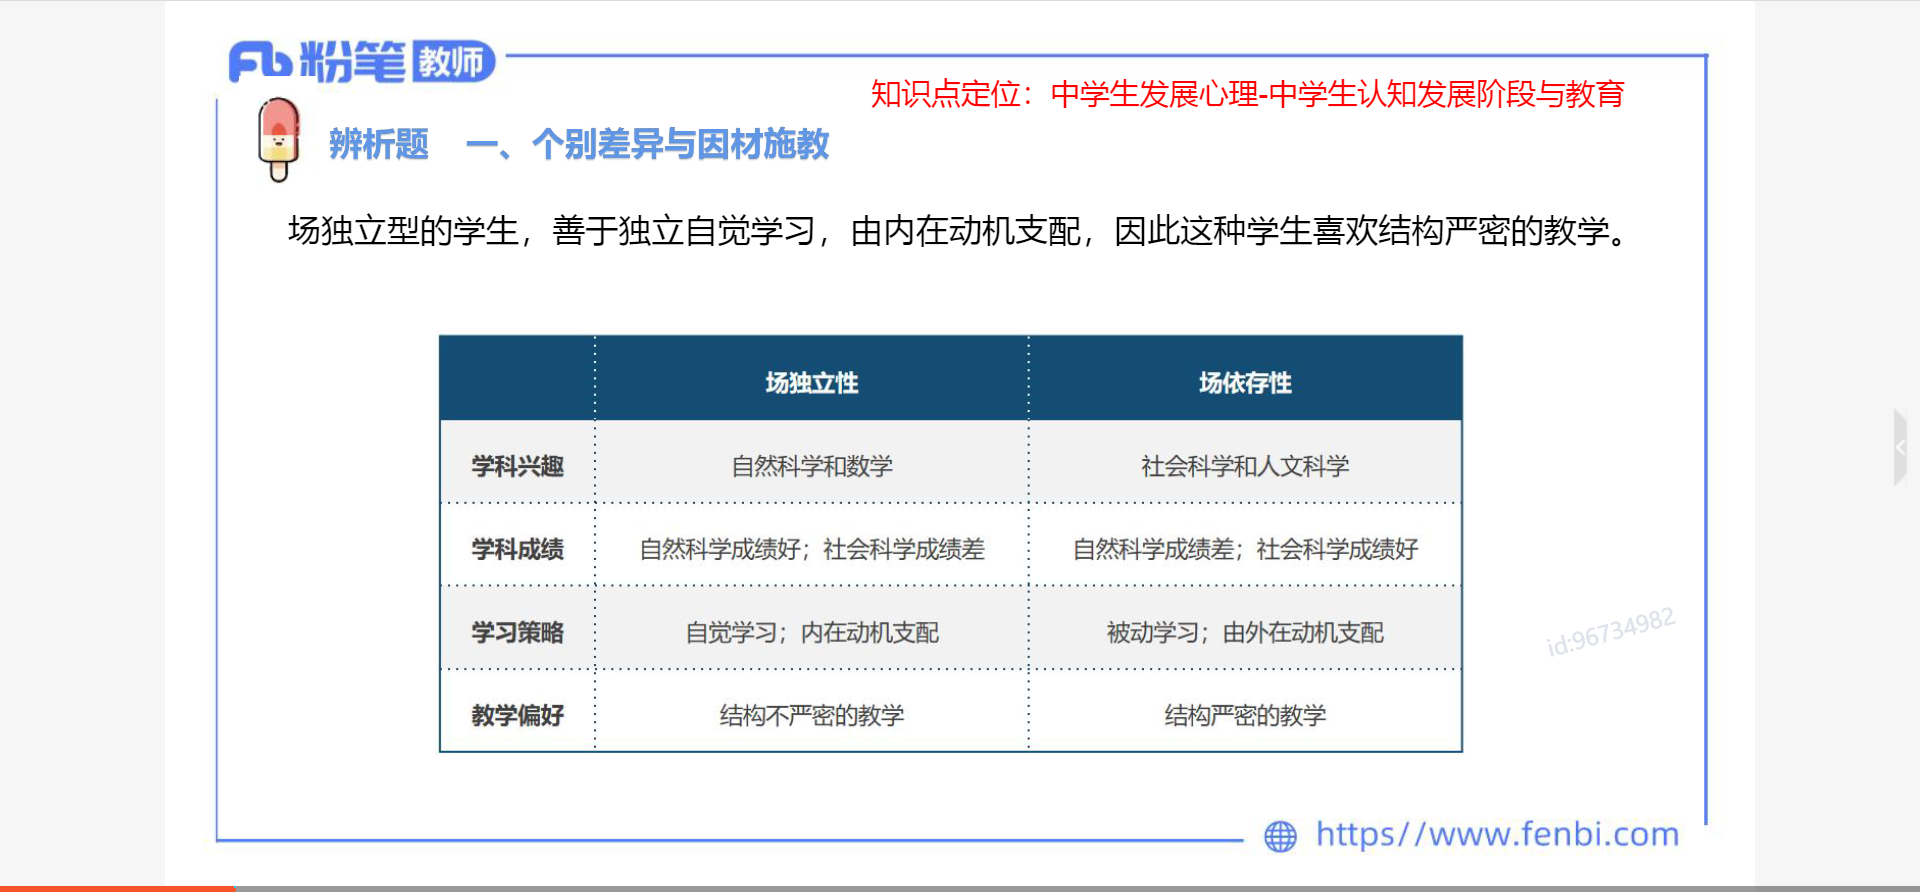 粉笔教师
知识点定位：中学生发展心理-中学生认知发展阶段与教育
辨析题 一、个别差异与因材施教
场独立型的学生，善于独立自觉学习，由内在动机支配，因此这种学生喜欢结构严密的教学。
场独立性 场依存性
学科兴趣 自然科学和数学 社会科学和人文科学
学科成绩 自然科学成绩好；社会科学成绩差 自然科学成绩差；社会科学成绩好
学习策略 自觉学习；内在动机支配 被动学习；由外在动机支配
教学偏好 结构不严密的教学 结构严密的教学
id:96734982
https//www.fenbi.com